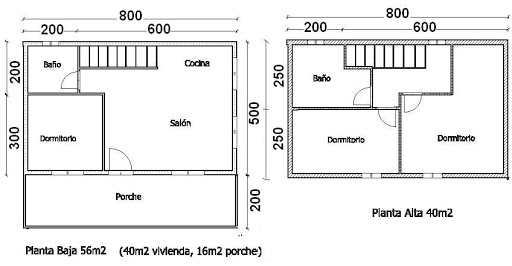 800
200 600
Baño
Cocina
200
Salón
300
Dormitorio
500
Porche
200
Planta Baja 56m2 (40m2 vivienda, 16m2 porche)
800
200 600
250
Baño
250
Dormitorio
Dormitorio
Planta Alta 40m2